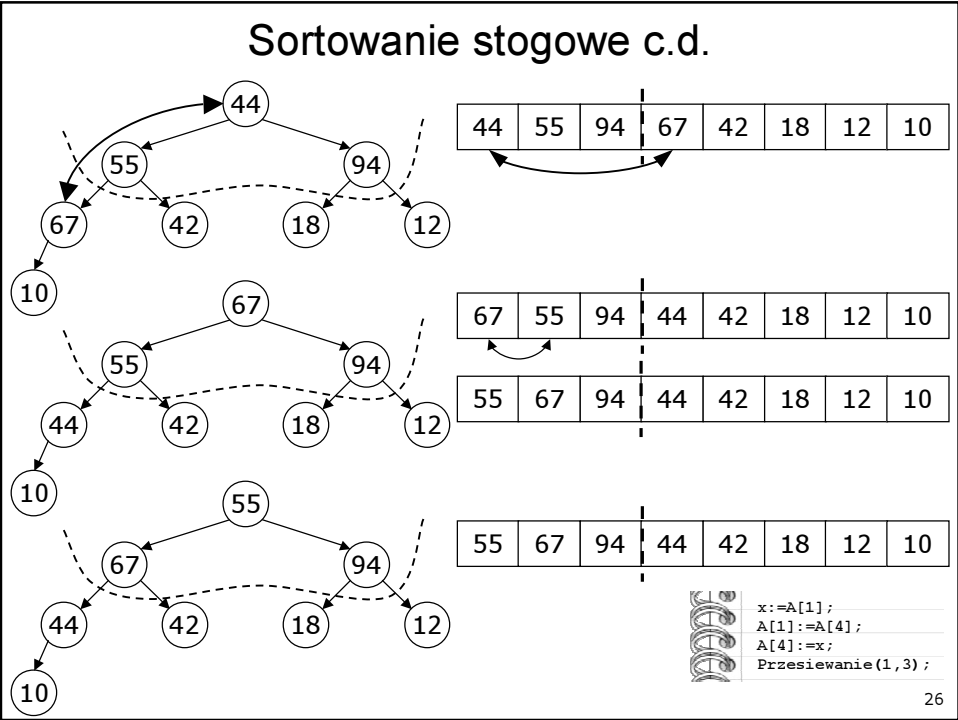 Sortowanie stogowe c.d.
44
55 94
67 42 18 12
10
44 55 94 67 42 18 12 10
67
55 94
44 42 18 12
10
67 55 94 44 42 18 12 10
55 67 94 44 42 18 12 10
55
67 94
44 42 18 12
10
55 67 94 44 42 18 12 10
x:=A[1];
A[1]:=A[4];
A[4]:=x;
Przesiewanie(1,3);
26